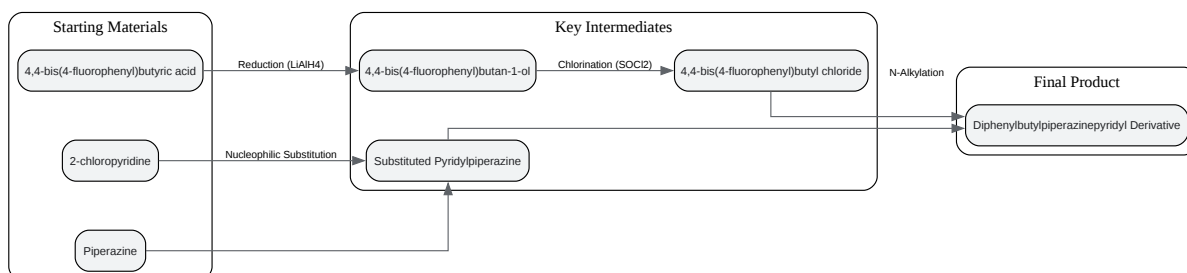 Starting Materials
Key Intermediates
4,4-bis(4-fluorophenyl)butyric acid
Reduction (LiAlH4)
4,4-bis(4-fluorophenyl)butan-1-ol
Chlorination (SOCl2)
4,4-bis(4-fluorophenyl)butyl chloride
N-Alkylation
Final Product
Diphenylbutylpiperazinepyridyl Derivative
2-chloropyridine
Nucleophilic Substitution
Substituted Pyridylpiperazine
Piperazine